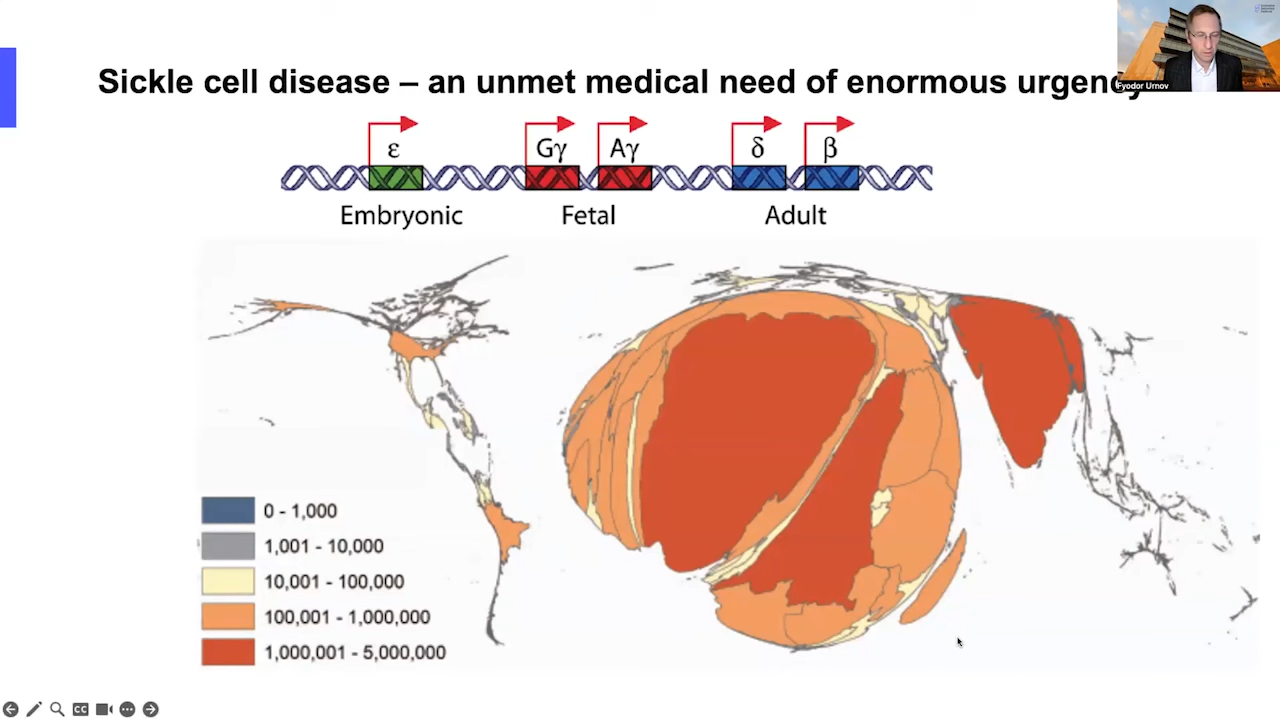 Sickle cell disease – an unmet medical need of enormous urgency
Fyodor Urnov
ε Gγ Aγ δ β
Embryonic Fetal Adult
0 - 1,000
1,001 - 10,000
10,001 - 100,000
100,001 - 1,000,000
1,000,001 - 5,000,000
CC